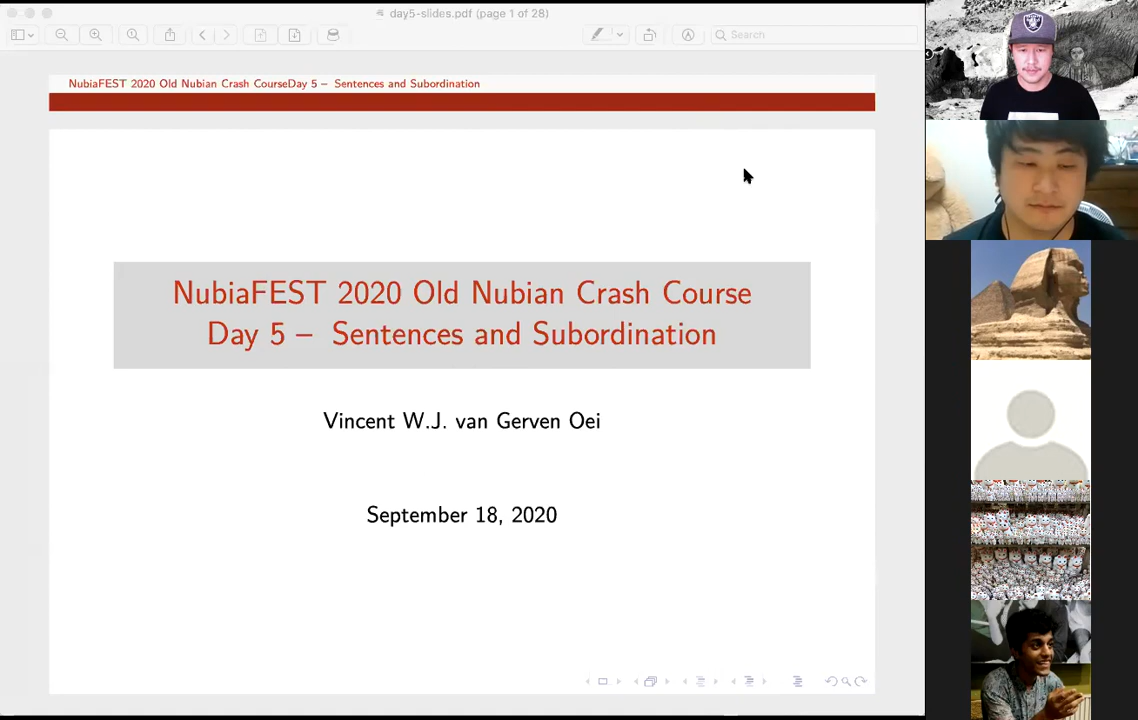 day5-slides.pdf (page 1 of 28)
Search
NubiaFEST 2020 Old Nubian Crash CourseDay 5 – Sentences and Subordination
NubiaFEST 2020 Old Nubian Crash Course
Day 5 – Sentences and Subordination
Vincent W.J. van Gerven Oei
September 18, 2020